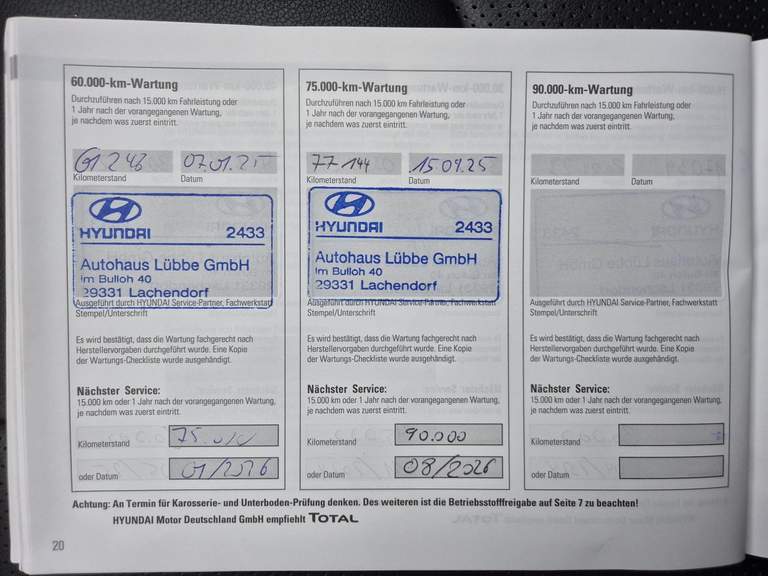 60.000-km-Wartung
Durchzuführen nach 15.000 km Fahrleistung oder
1 Jahr nach der vorangegangenen Wartung,
je nachdem was zuerst eintritt.
61 243 07.01.25
Kilometerstand Datum
HYUNDAI 2433
Autohaus Lübbe GmbH
Im Bulloh 40
29331 Lachendorf
Ausgeführt durch HYUNDAI Service-Partner, Fachwerkstatt
Stempel/Unterschrift
Es wird bestätigt, dass die Wartung fachgerecht nach
Herstellervorgaben durchgeführt wurde. Eine Kopie
der Wartungs-Checkliste wurde ausgehändigt.
Nächster Service:
15.000 km oder 1 Jahr nach der vorangegangenen Wartung,
je nachdem was zuerst eintritt.
Kilometerstand 75.000
oder Datum 01/2026
75.000-km-Wartung
Durchzuführen nach 15.000 km Fahrleistung oder
1 Jahr nach der vorangegangenen Wartung,
je nachdem was zuerst eintritt.
77 144
Kilometerstand Datum
HYUNDAI 2433
Autohaus Lübbe GmbH
Im Bulloh 40
29331 Lachendorf
Ausgeführt durch HYUNDAI Service-Partner, Fachwerkstatt
Stempel/Unterschrift
Es wird bestätigt, dass die Wartung fachgerecht nach
Herstellervorgaben durchgeführt wurde. Eine Kopie
der Wartungs-Checkliste wurde ausgehändigt.
Nächster Service:
15.000 km oder 1 Jahr nach der vorangegangenen Wartung,
je nachdem was zuerst eintritt.
Kilometerstand 90.000
oder Datum 08/2026
90.000-km-Wartung
Durchzuführen nach 15.000 km Fahrleistung oder
1 Jahr nach der vorangegangenen Wartung,
je nachdem was zuerst eintritt.
Kilometerstand Datum
Ausgeführt durch HYUNDAI Service-Partner, Fachwerkstatt
Stempel/Unterschrift
Es wird bestätigt, dass die Wartung fachgerecht nach
Herstellervorgaben durchgeführt wurde. Eine Kopie
der Wartungs-Checkliste wurde ausgehändigt.
Nächster Service:
15.000 km oder 1 Jahr nach der vorangegangenen Wartung,
je nachdem was zuerst eintritt.
Kilometerstand
oder Datum
Achtung: An Termin für Karosserie- und Unterboden-Prüfung denken. Des weiteren ist die Betriebsstofffreigabe auf Seite 7 zu beachten!
HYUNDAI Motor Deutschland GmbH empfiehlt TOTAL
20